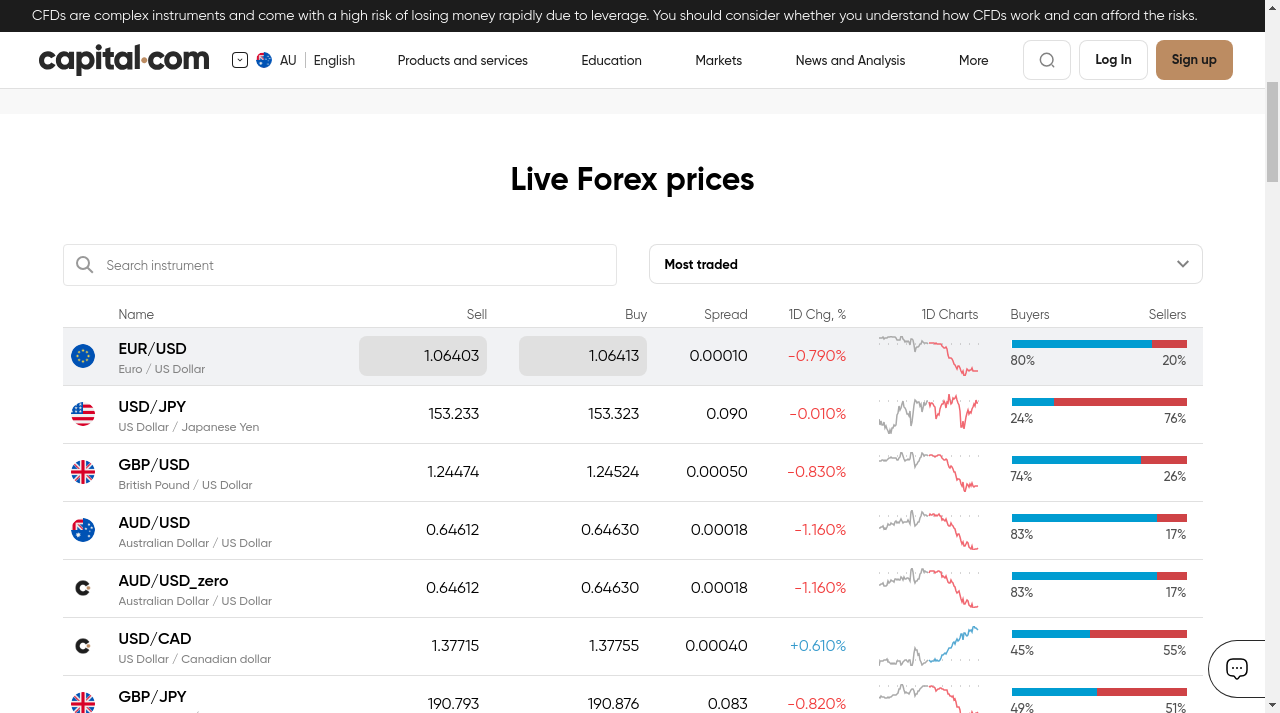 CFDs are complex instruments and come with a high risk of losing money rapidly due to leverage. You should consider whether you understand how CFDs work and can afford the risks.
capital.com AU English Products and services Education Markets News and Analysis More Log In Sign up
Live Forex prices
Search instrument Most traded
Name Sell Buy Spread 1D Chg, % 1D Charts Buyers Sellers
EUR/USD 1.06403 1.06413 0.00010 -0.790%
Euro / US Dollar 80% 20%
USD/JPY 153.233 153.323 0.090 -0.010%
US Dollar / Japanese Yen 24% 76%
GBP/USD 1.24474 1.24524 0.00050 -0.830%
British Pound / US Dollar 74% 26%
AUD/USD 0.64612 0.64630 0.00018 -1.160%
Australian Dollar / US Dollar 83% 17%
AUD/USD_zero 0.64612 0.64630 0.00018 -1.160%
Australian Dollar / US Dollar 83% 17%
USD/CAD 1.37715 1.37755 0.00040 +0.610%
US Dollar / Canadian dollar 45% 55%
GBP/JPY 190.793 190.876 0.083 -0.820%
49% 51%